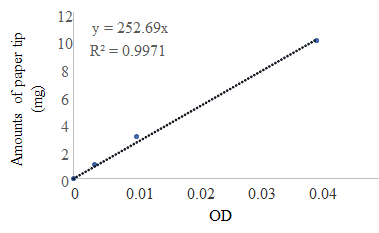 12
y = 252.69x
R² = 0.9971
10
8
6
4
2
0
Amounts of paper tip
(mg)
0 0.01 0.02 0.03 0.04
OD